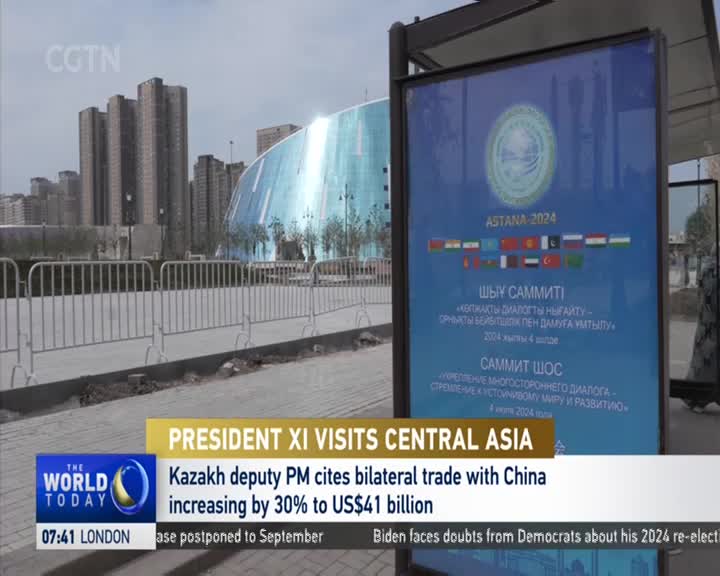 CGTN
ASTANA-2024
ШЫҰ САММИТІ
«КӨПЖАҚТЫ ДИАЛОГТЫ НЫҒАЙТУ –
ОРНЫҚТЫ БЕЙБІТШІЛІК ПЕН ДАМУҒА ҰМТЫЛУ»
2024 жылғы 4 шілде
САММИТ ШОС
«УКРЕПЛЕНИЕ МНОГОСТОРОННЕГО ДИАЛОГА -
СТРЕМЛЕНИЕ К УСТОЙЧИВОМУ МИРУ И РАЗВИТИЮ»
4 июля 2024 года
会
PRESIDENT XI VISITS CENTRAL ASIA
THE
WORLD
TODAY
Kazakh deputy PM cites bilateral trade with China
increasing by 30% to US$41 billion
07:41 LONDON
ase postponed to September
Biden faces doubts from Democrats about his 2024 re-electi